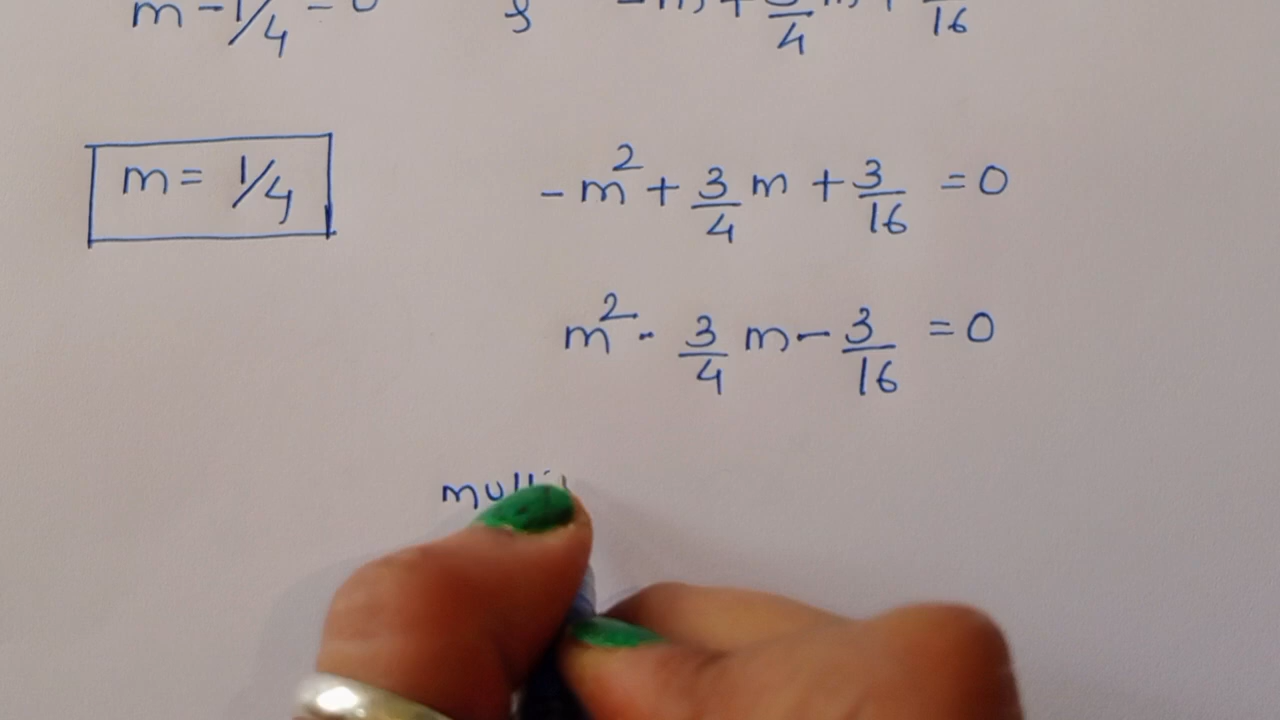 m - 1/4 = 0
m = 1/4 -m² + 3/4 m + 3/16 = 0
m² - 3/4 m - 3/16 = 0